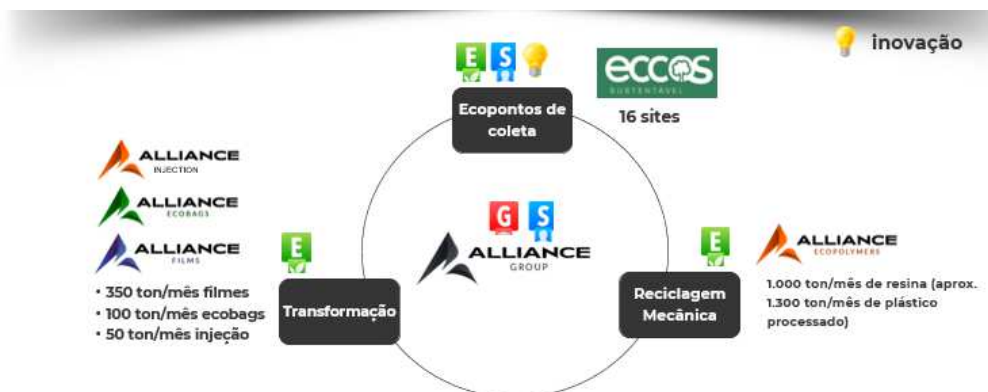 inovação
E S
eccos
SUSTENTÁVEL
16 sites
Ecopontos de
coleta
ALLIANCE
INJECTION
ALLIANCE
ECOBAGS
ALLIANCE
FILMS
E
• 350 ton/mês filmes
• 100 ton/mês ecobags
• 50 ton/mês injeção
Transformação
G S
ALLIANCE
GROUP
E
ALLIANCE
ECOPOLYMERS
Reciclagem
Mecânica
1.000 ton/mês de resina (aprox.
1.300 ton/mês de plástico
processado)